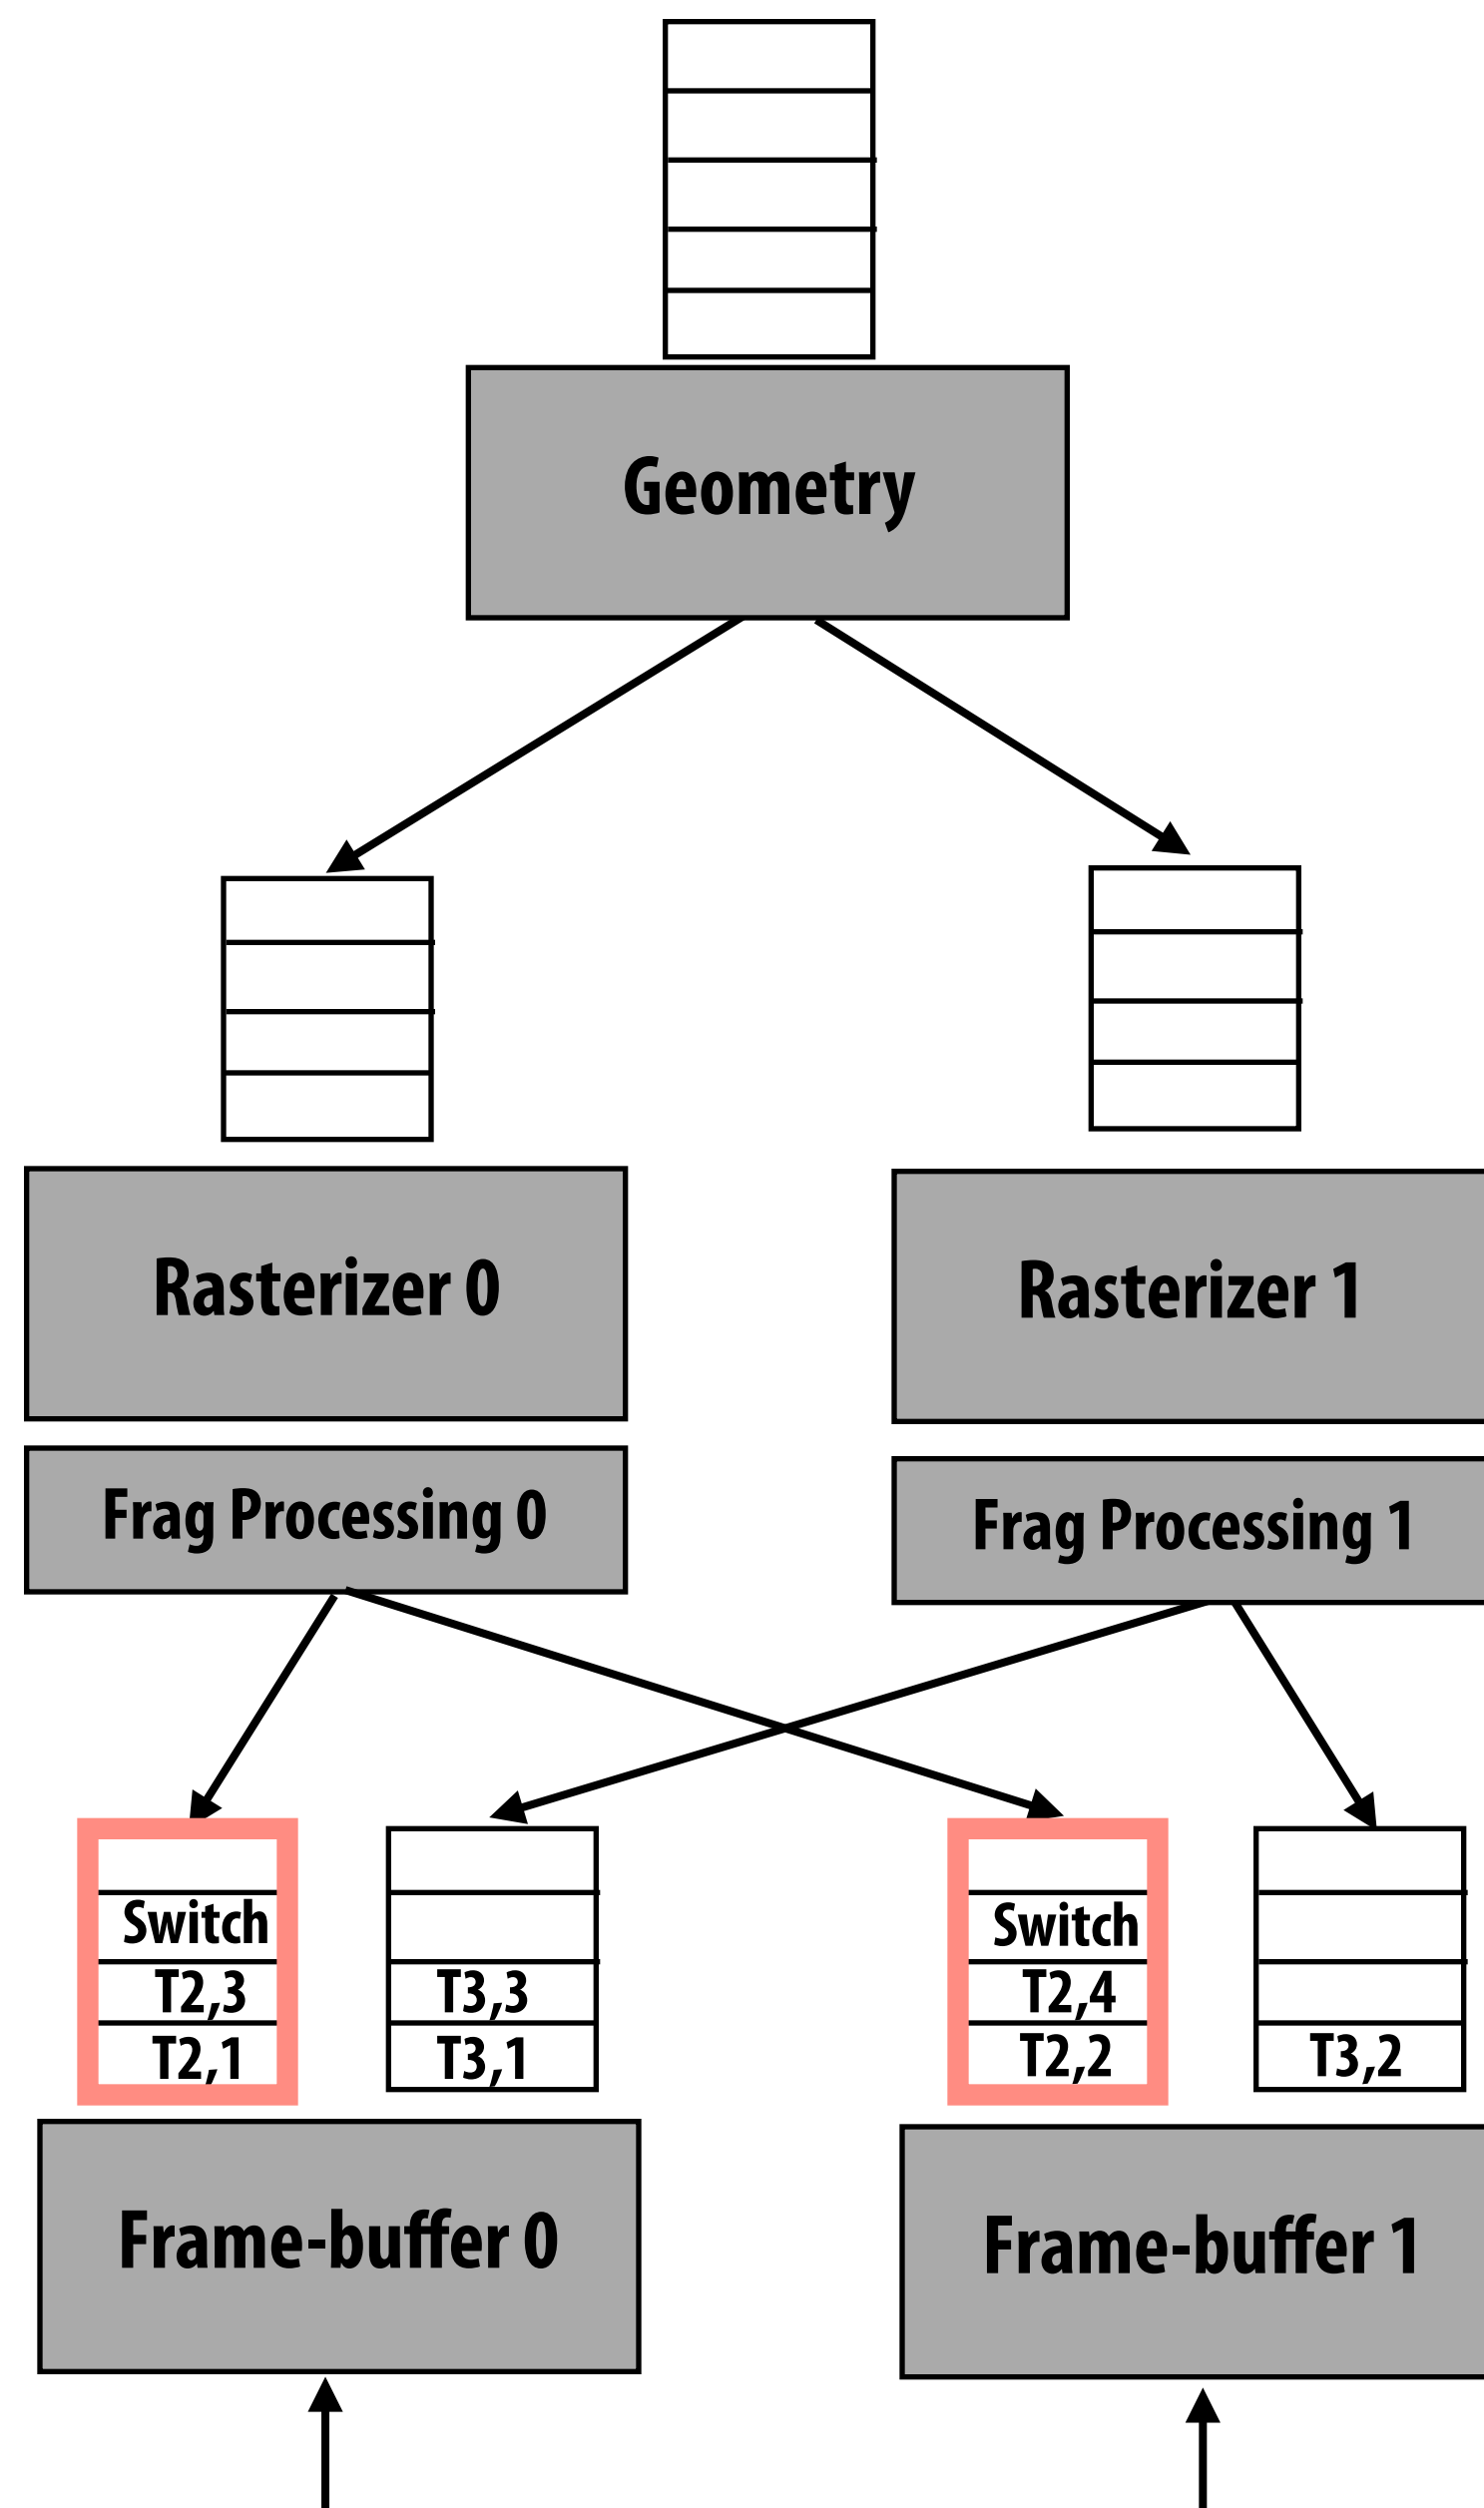 Geometry
Rasterizer 0
Rasterizer 1
Frag Processing 0
Frag Processing 1
Switch
T2,3
T2,1
T3,3
T3,1
Switch
T2,4
T2,2
T3,2
Frame-buffer 0
Frame-buffer 1